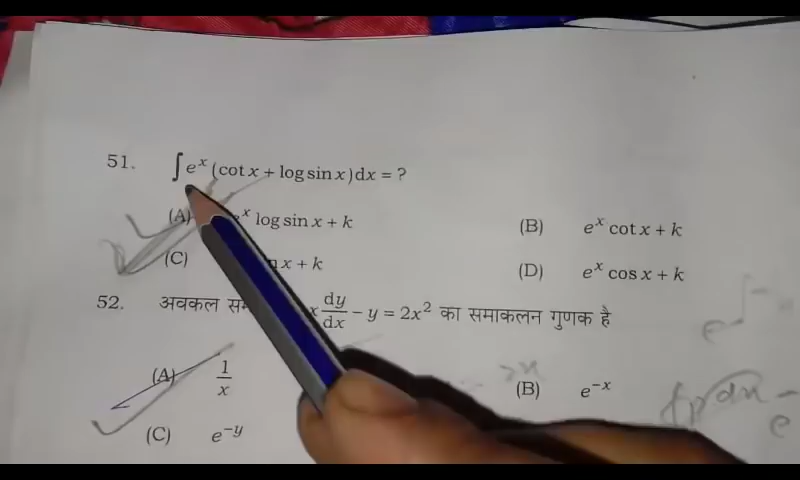 51. ∫ eˣ (cot x + log sin x) dx = ?
(A) eˣ log sin x + k (B) eˣ cot x + k
(C) x + k (D) eˣ cos x + k
52. अवकल x dy/dx − y = 2x² का समाकलन गुणक है
(A) 1/x (B) e⁻ˣ
(C) e⁻ʸ